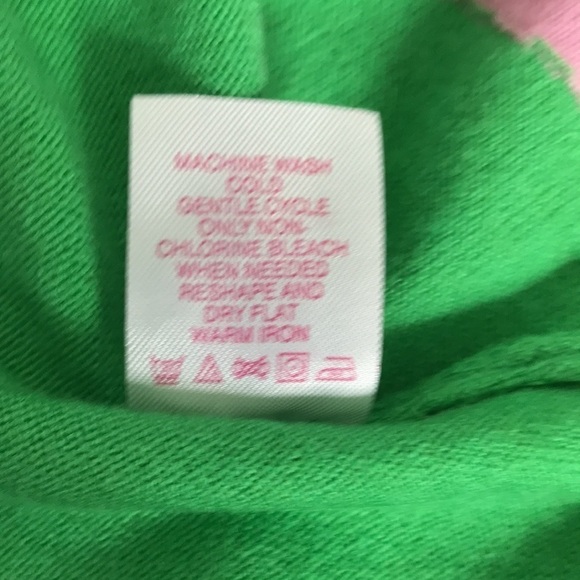 MACHINE WASH
COLD
GENTLE CYCLE
ONLY NON-
CHLORINE BLEACH
WHEN NEEDED
RESHAPE AND
DRY FLAT
WARM IRON